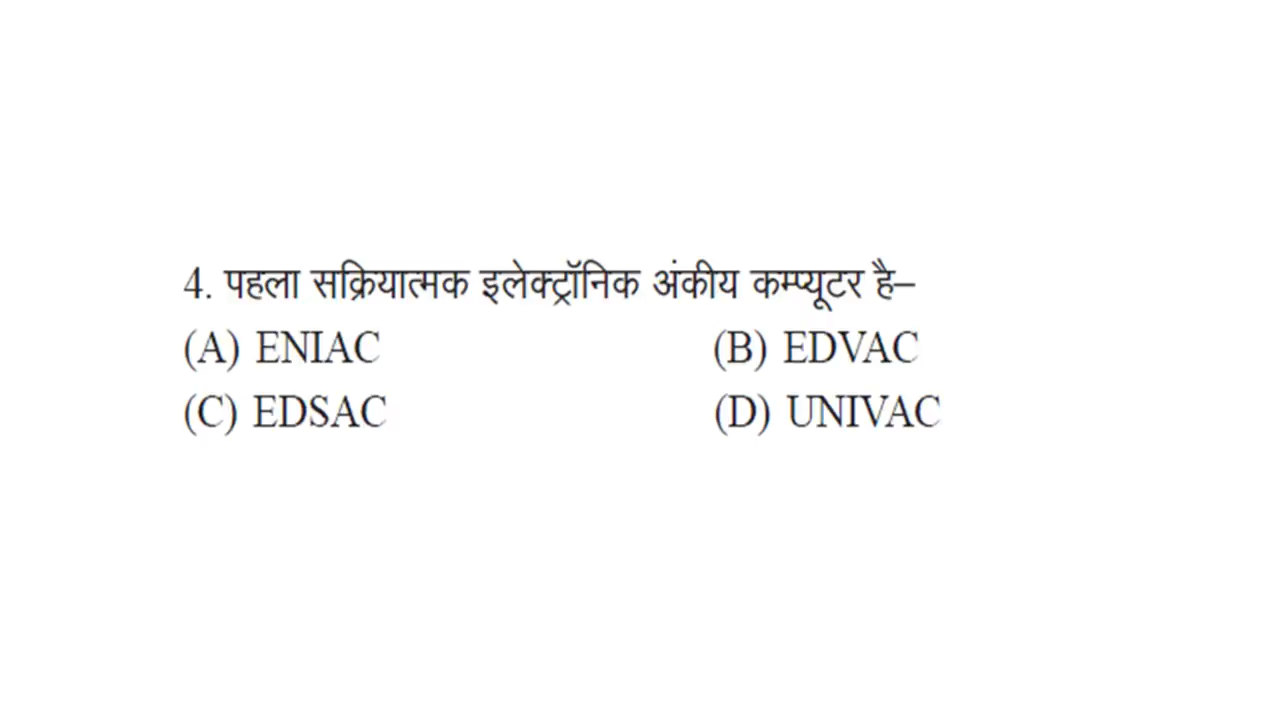 4. पहला सक्रियात्मक इलेक्ट्रॉनिक अंकीय कम्प्यूटर है–
(A) ENIAC (B) EDVAC
(C) EDSAC (D) UNIVAC